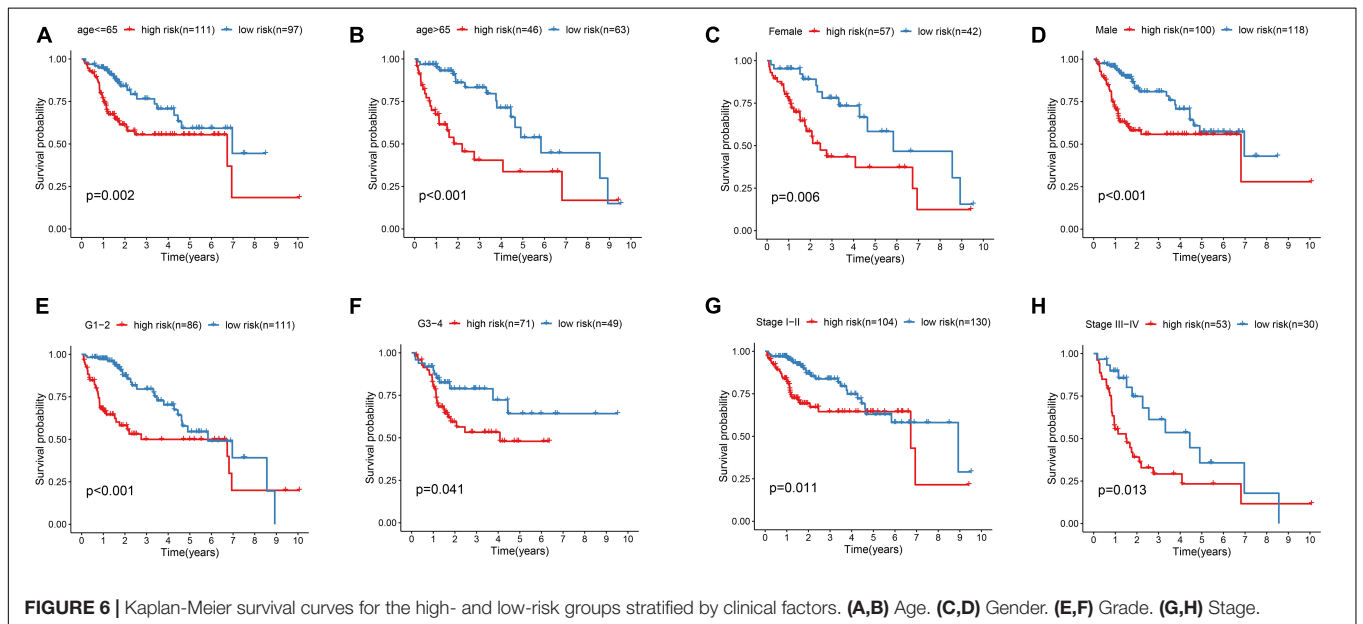 A
age<=65 high risk(n=111) low risk(n=97)
Survival probability
1.00
0.75
0.50
0.25
0.00
p=0.002
0 1 2 3 4 5 6 7 8 9 10
Time(years)
B
age>65 high risk(n=46) low risk(n=63)
Survival probability
1.00
0.75
0.50
0.25
0.00
p<0.001
0 1 2 3 4 5 6 7 8 9 10
Time(years)
C
Female high risk(n=57) low risk(n=42)
Survival probability
1.00
0.75
0.50
0.25
0.00
p=0.006
0 1 2 3 4 5 6 7 8 9 10
Time(years)
D
Male high risk(n=100) low risk(n=118)
Survival probability
1.00
0.75
0.50
0.25
0.00
p<0.001
0 1 2 3 4 5 6 7 8 9 10
Time(years)
E
G1−2 high risk(n=86) low risk(n=111)
Survival probability
1.00
0.75
0.50
0.25
0.00
p<0.001
0 1 2 3 4 5 6 7 8 9 10
Time(years)
F
G3−4 high risk(n=71) low risk(n=49)
Survival probability
1.00
0.75
0.50
0.25
0.00
p=0.041
0 1 2 3 4 5 6 7 8 9 10
Time(years)
G
Stage I−II high risk(n=104) low risk(n=130)
Survival probability
1.00
0.75
0.50
0.25
0.00
p=0.011
0 1 2 3 4 5 6 7 8 9 10
Time(years)
H
Stage III−IV high risk(n=53) low risk(n=30)
Survival probability
1.00
0.75
0.50
0.25
0.00
p=0.013
0 1 2 3 4 5 6 7 8 9 10
Time(years)
FIGURE 6 | Kaplan-Meier survival curves for the high- and low-risk groups stratified by clinical factors. (A,B) Age. (C,D) Gender. (E,F) Grade. (G,H) Stage.